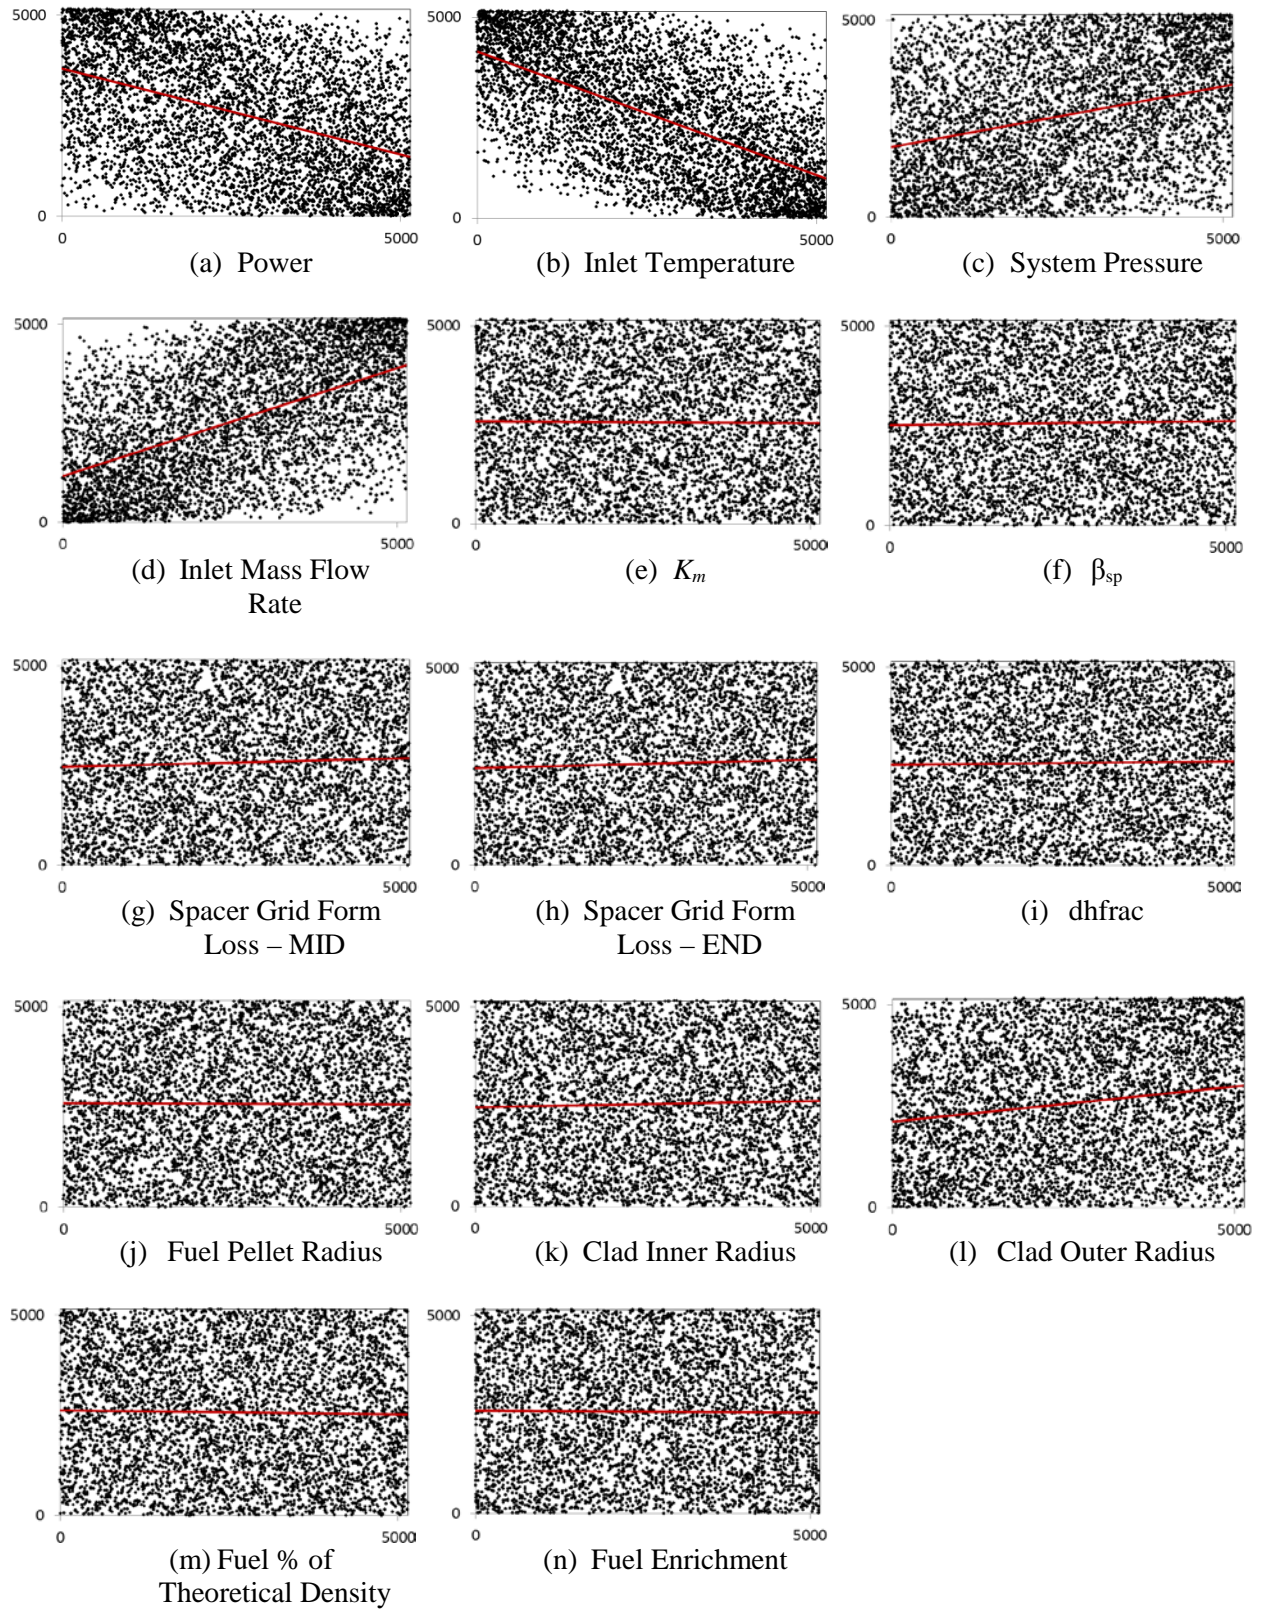 5000 5000 5000
0 0 0
0 5000 0 5000 0 5000
(a) Power (b) Inlet Temperature (c) System Pressure
5000 5000 5000
0 0 0
0 5000 0 5000 0 5000
(d) Inlet Mass Flow (e) Kₘ (f) βsp
Rate
5000 5000 5000
0 0 0
0 5000 0 5000 0 5000
(g) Spacer Grid Form (h) Spacer Grid Form (i) dhfrac
Loss – MID Loss – END
5000 5000 5000
0 0 0
0 5000 0 5000 0 5000
(j) Fuel Pellet Radius (k) Clad Inner Radius (l) Clad Outer Radius
5000 5000
0 0
0 5000 0 5000
(m) Fuel % of (n) Fuel Enrichment
Theoretical Density